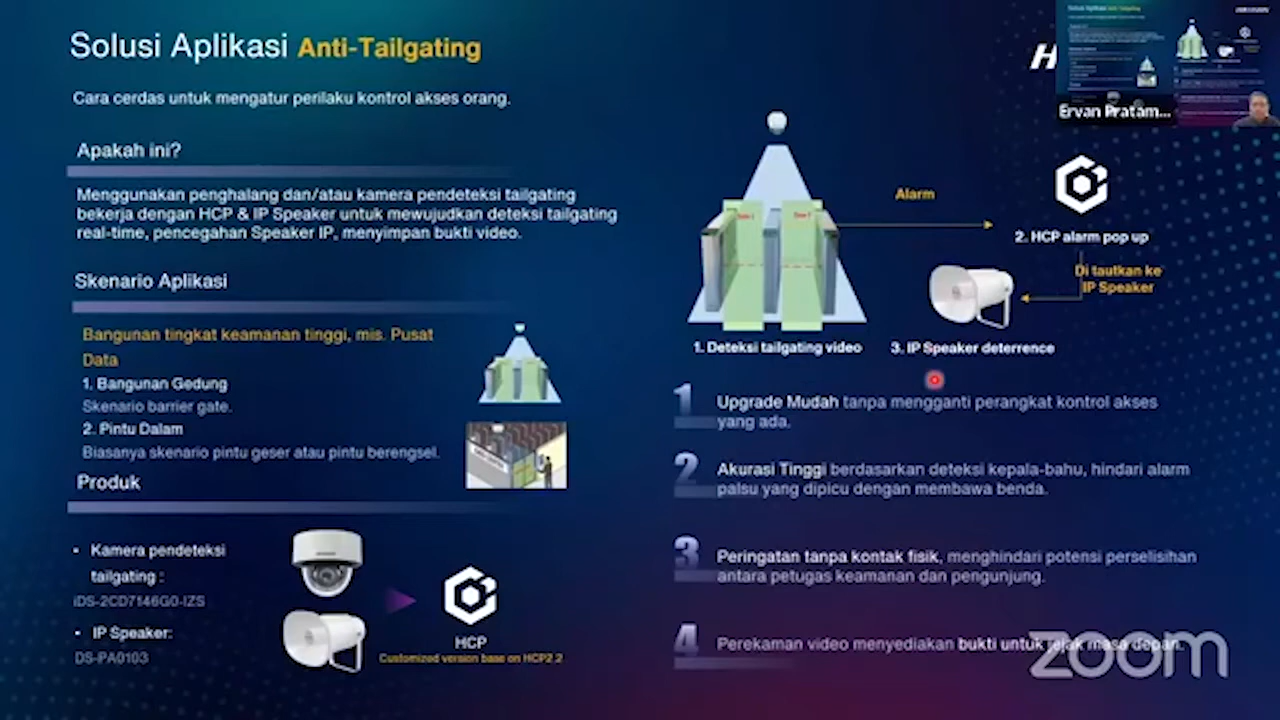 Solusi Aplikasi Anti-Tailgating
Cara cerdas untuk mengatur perilaku kontrol akses orang.
Apakah ini?
Menggunakan penghalang dan/atau kamera pendeteksi tailgating
bekerja dengan HCP & IP Speaker untuk mewujudkan deteksi tailgating
real-time, pencegahan Speaker IP, menyimpan bukti video.
Skenario Aplikasi
Bangunan tingkat keamanan tinggi, mis. Pusat
Data
1. Bangunan Gedung
Skenario barrier gate.
2. Pintu Dalam
Biasanya skenario pintu geser atau pintu berengsel.
Produk
• Kamera pendeteksi
tailgating :
iDS-2CD7146G0-IZS
• IP Speaker:
DS-PA0103
HCP
Customized version base on HCP2.2
H
Ervan Pratam...
Alarm
2. HCP alarm pop up
Di tautkan ke
IP Speaker
1. Deteksi tailgating video
3. IP Speaker deterrence
1 Upgrade Mudah tanpa mengganti perangkat kontrol akses
yang ada.
2 Akurasi Tinggi berdasarkan deteksi kepala-bahu, hindari alarm
palsu yang dipicu dengan membawa benda.
3 Peringatan tanpa kontak fisik, menghindari potensi perselisihan
antara petugas keamanan dan pengunjung.
4 Perekaman video menyediakan bukti untuk rejak masa depan.
zoom